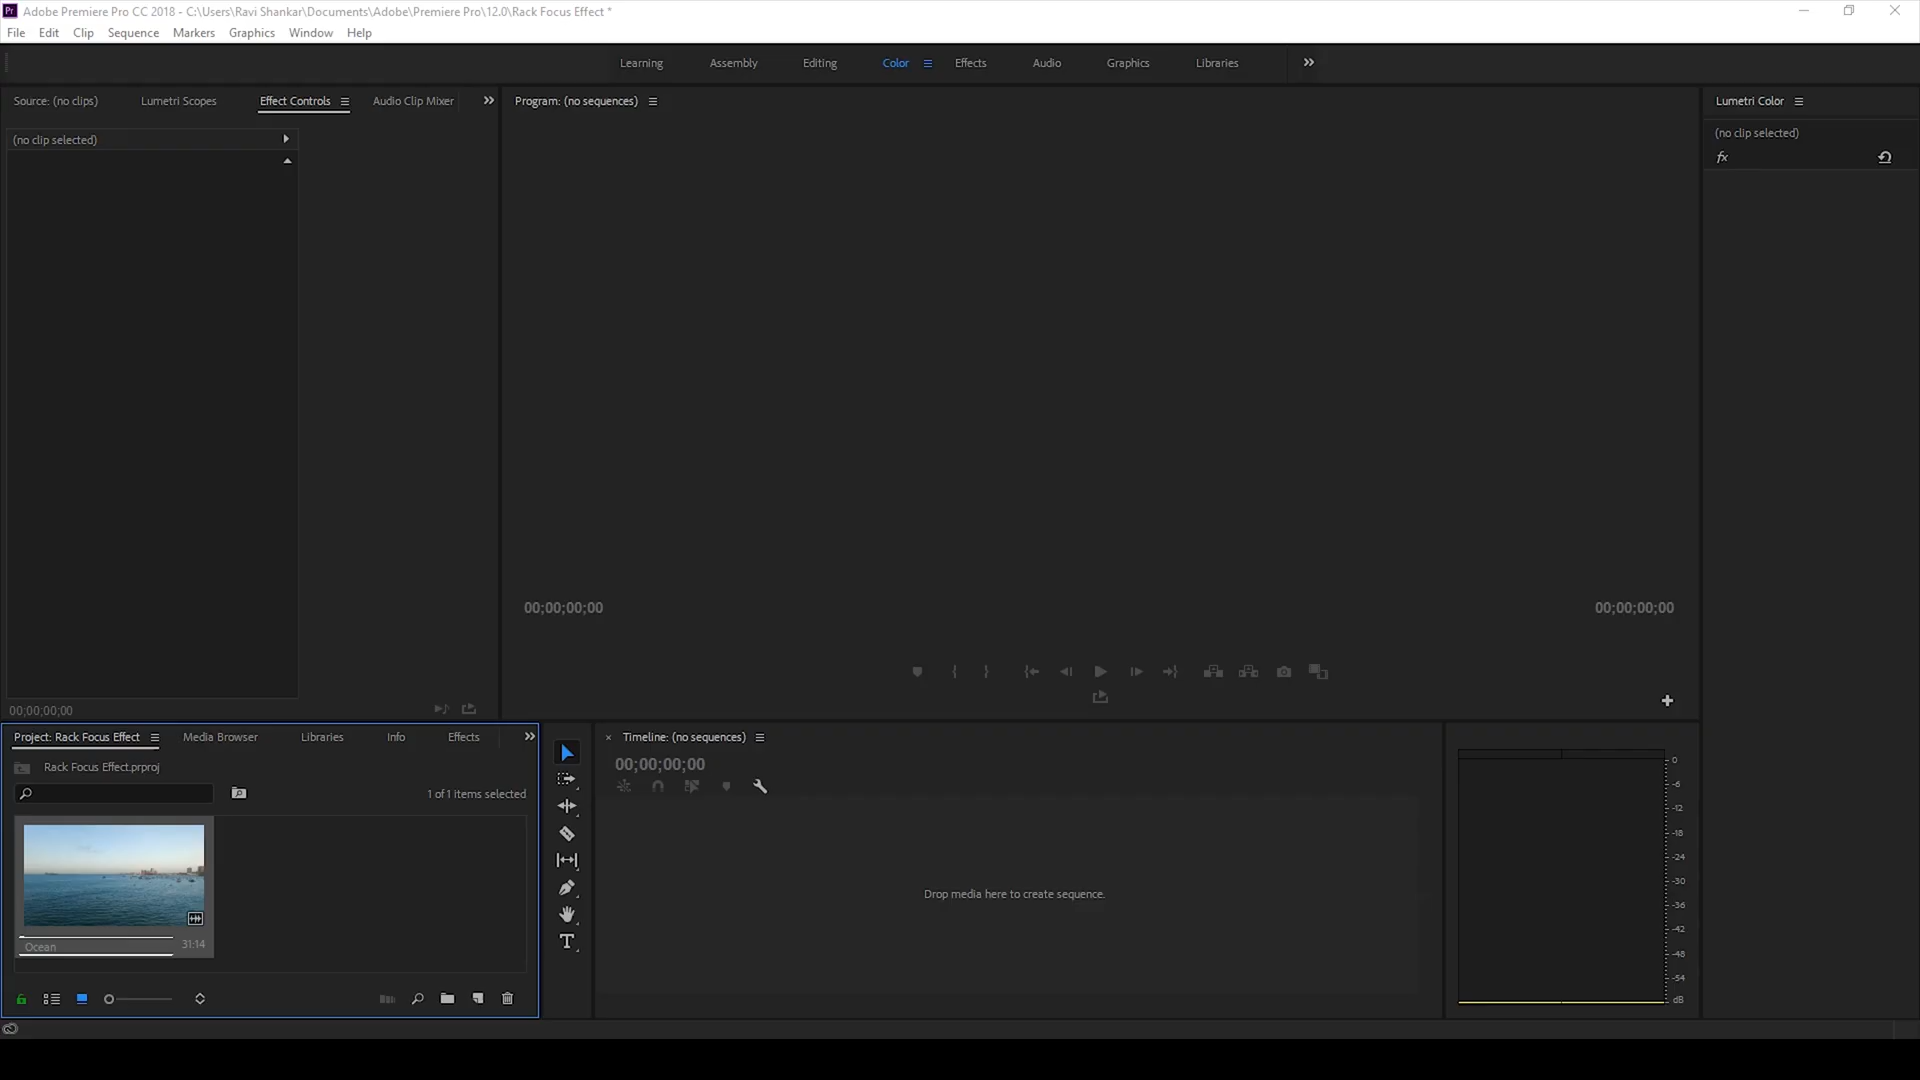 Adobe Premiere Pro CC 2018 - C:\Users\Ravi Shankar\Documents\Adobe\Premiere Pro\12.0\Rack Focus Effect *
File Edit Clip Sequence Markers Graphics Window Help
Learning Assembly Editing Color Effects Audio Graphics Libraries
Source: (no clips) Lumetri Scopes Effect Controls Audio Clip Mixer
Program: (no sequences)
Lumetri Color
(no clip selected)
(no clip selected)
fx
00;00;00;00
00;00;00;00
00;00;00;00
Project: Rack Focus Effect Media Browser Libraries Info Effects
Rack Focus Effect.prproj
1 of 1 items selected
Ocean 31:14
Timeline: (no sequences)
00;00;00;00
Drop media here to create sequence.
0
-6
-12
-18
-24
-30
-36
-42
-48
-54
dB